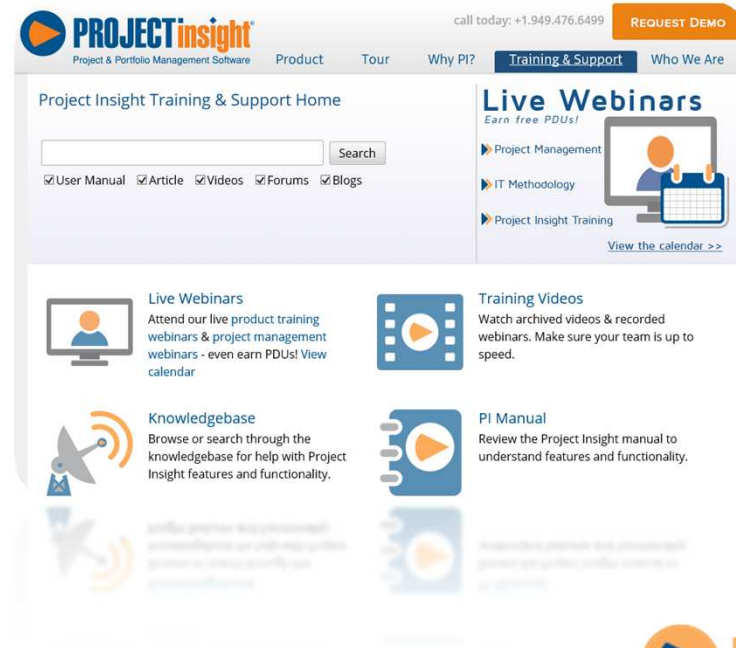 PROJECTinsight
Project & Portfolio Management Software
call today: +1.949.476.6499
REQUEST DEMO
Product
Tour
Why PI?
Training & Support
Who We Are
Project Insight Training & Support Home
Search
User Manual
Article
Videos
Forums
Blogs
Live Webinars
Earn free PDUs!
Project Management
IT Methodology
Project Insight Training
View the calendar >>
Live Webinars
Attend our live product training
webinars & project management
webinars - even earn PDUs! View
calendar
Training Videos
Watch archived videos & recorded
webinars. Make sure your team is up to
speed.
Knowledgebase
Browse or search through the
knowledgebase for help with Project
Insight features and functionality.
PI Manual
Review the Project Insight manual to
understand features and functionality.